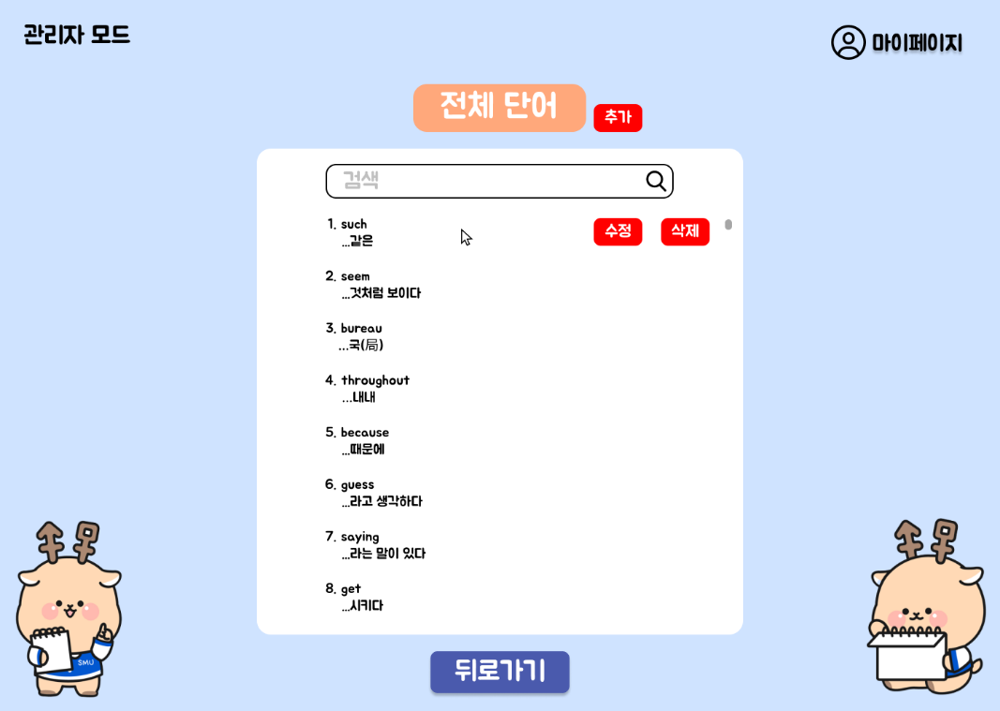 관리자 모드
마이페이지
전체 단어
추가
검색
1. such
...같은
수정
삭제
2. seem
...것처럼 보이다
3. bureau
...국(局)
4. throughout
...내내
5. because
...때문에
6. guess
...라고 생각하다
7. saying
...라는 말이 있다
8. get
...시키다
SMU
뒤로가기